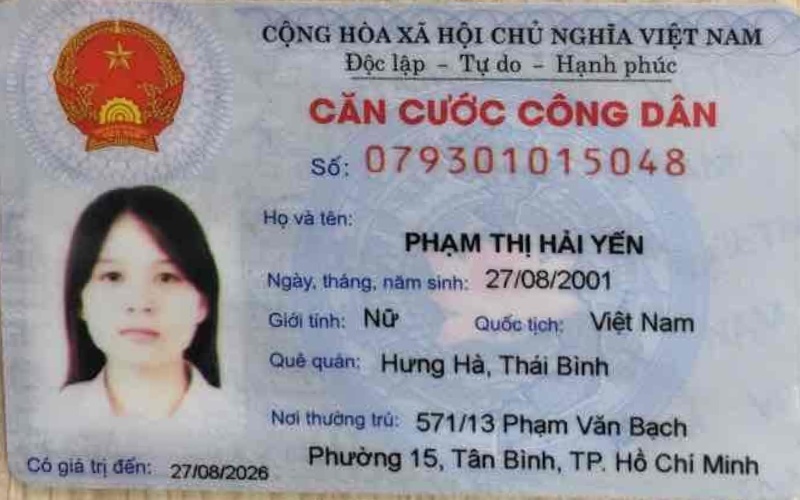 CỘNG HÒA XÃ HỘI CHỦ NGHĨA VIỆT NAM
Độc lập - Tự do - Hạnh phúc
CĂN CƯỚC CÔNG DÂN
Số: 079301015048
Họ và tên:
PHẠM THỊ HẢI YẾN
Ngày, tháng, năm sinh: 27/08/2001
Giới tính: Nữ Quốc tịch: Việt Nam
Quê quán: Hưng Hà, Thái Bình
Nơi thường trú: 571/13 Phạm Văn Bạch
Phường 15, Tân Bình, TP. Hồ Chí Minh
Có giá trị đến: 27/08/2026